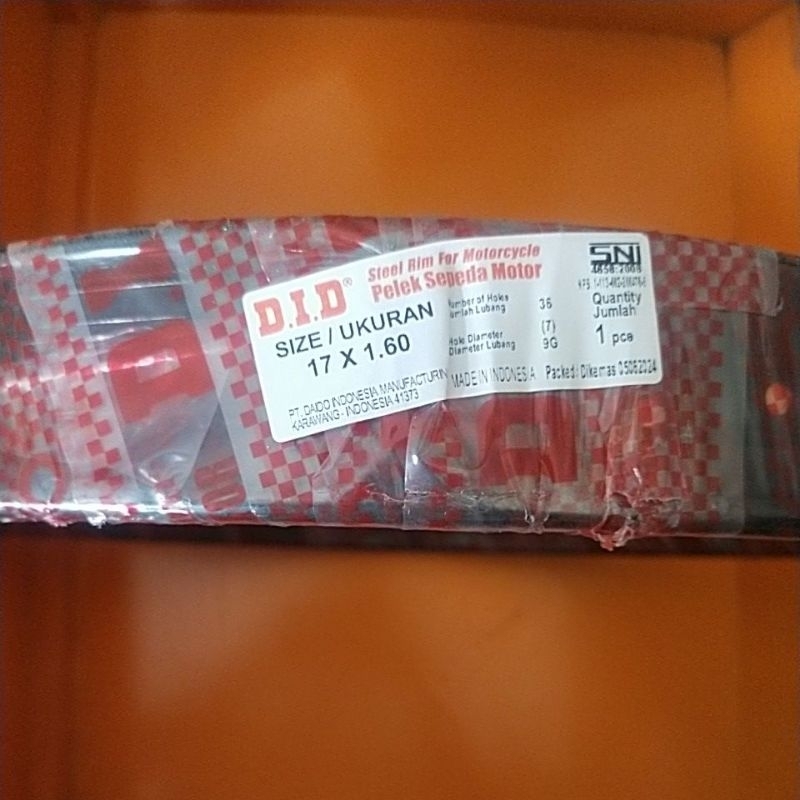 D.I.D®
Steel Rim For Motorcycle
Pelek Sepeda Motor
SIZE / UKURAN
17 X 1.60
Number of Holes
Jumlah Lubang
36
Hole Diameter
Diameter Lubang
(7)
9G
SNI
4658:2008
Quantity
Jumlah
1 pce
PT. DAIDO INDONESIA MANUFACTURIN
KARAWANG - INDONESIA 41373
MADE IN INDONESIA
Packed / Dikemas 05082024